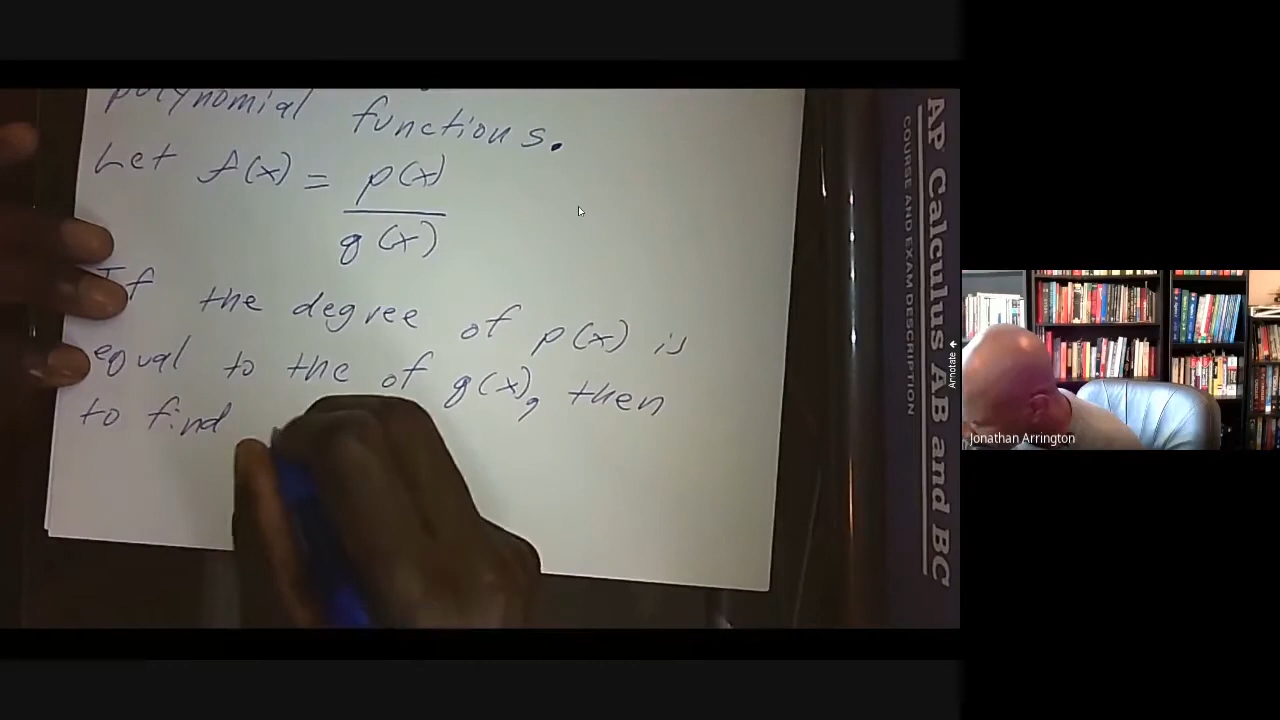 polynomial functions.
Let f(x) = p(x)
g(x)
If the degree of p(x) is
equal to the of g(x), then
to find
AP Calculus AB and BC
COURSE AND EXAM DESCRIPTION
Annotate
Jonathan Arrington